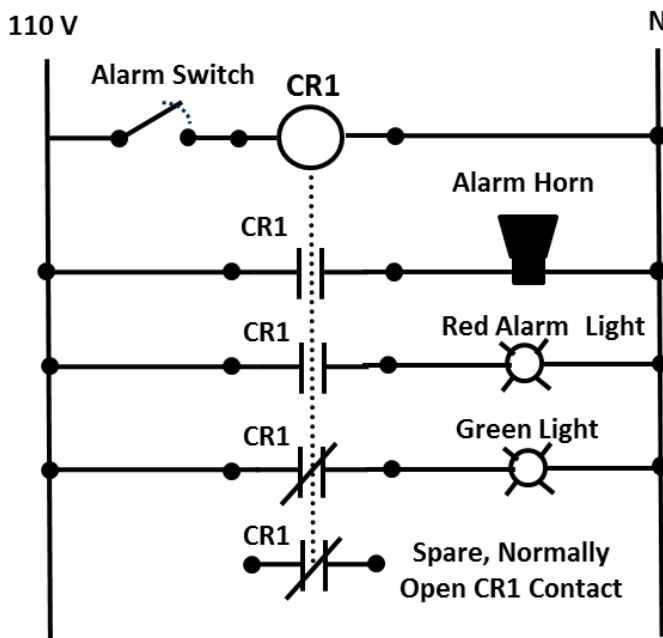 110 V
N
Alarm Switch
CR1
Alarm Horn
CR1
Red Alarm Light
CR1
Green Light
CR1
CR1
Spare, Normally
Open CR1 Contact